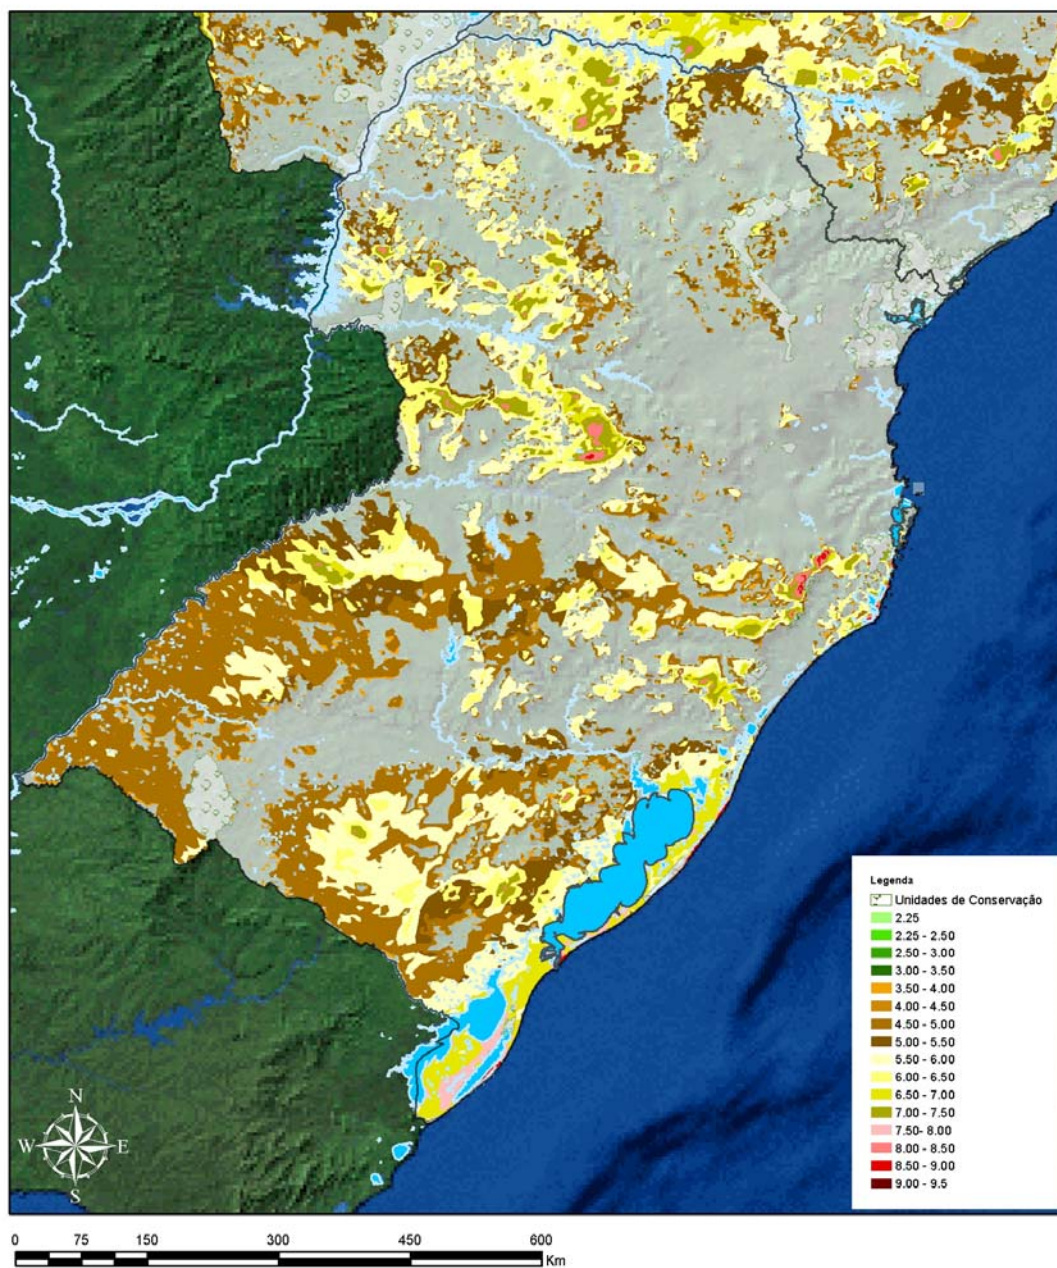 Legenda
Unidades de Conservação
2.25
2.25 - 2.50
2.50 - 3.00
3.00 - 3.50
3.50 - 4.00
4.00 - 4.50
4.50 - 5.00
5.00 - 5.50
5.50 - 6.00
6.00 - 6.50
6.50 - 7.00
7.00 - 7.50
7.50- 8.00
8.00 - 8.50
8.50 - 9.00
9.00 - 9.5
N
W E
S
0 75 150 300 450 600
Km